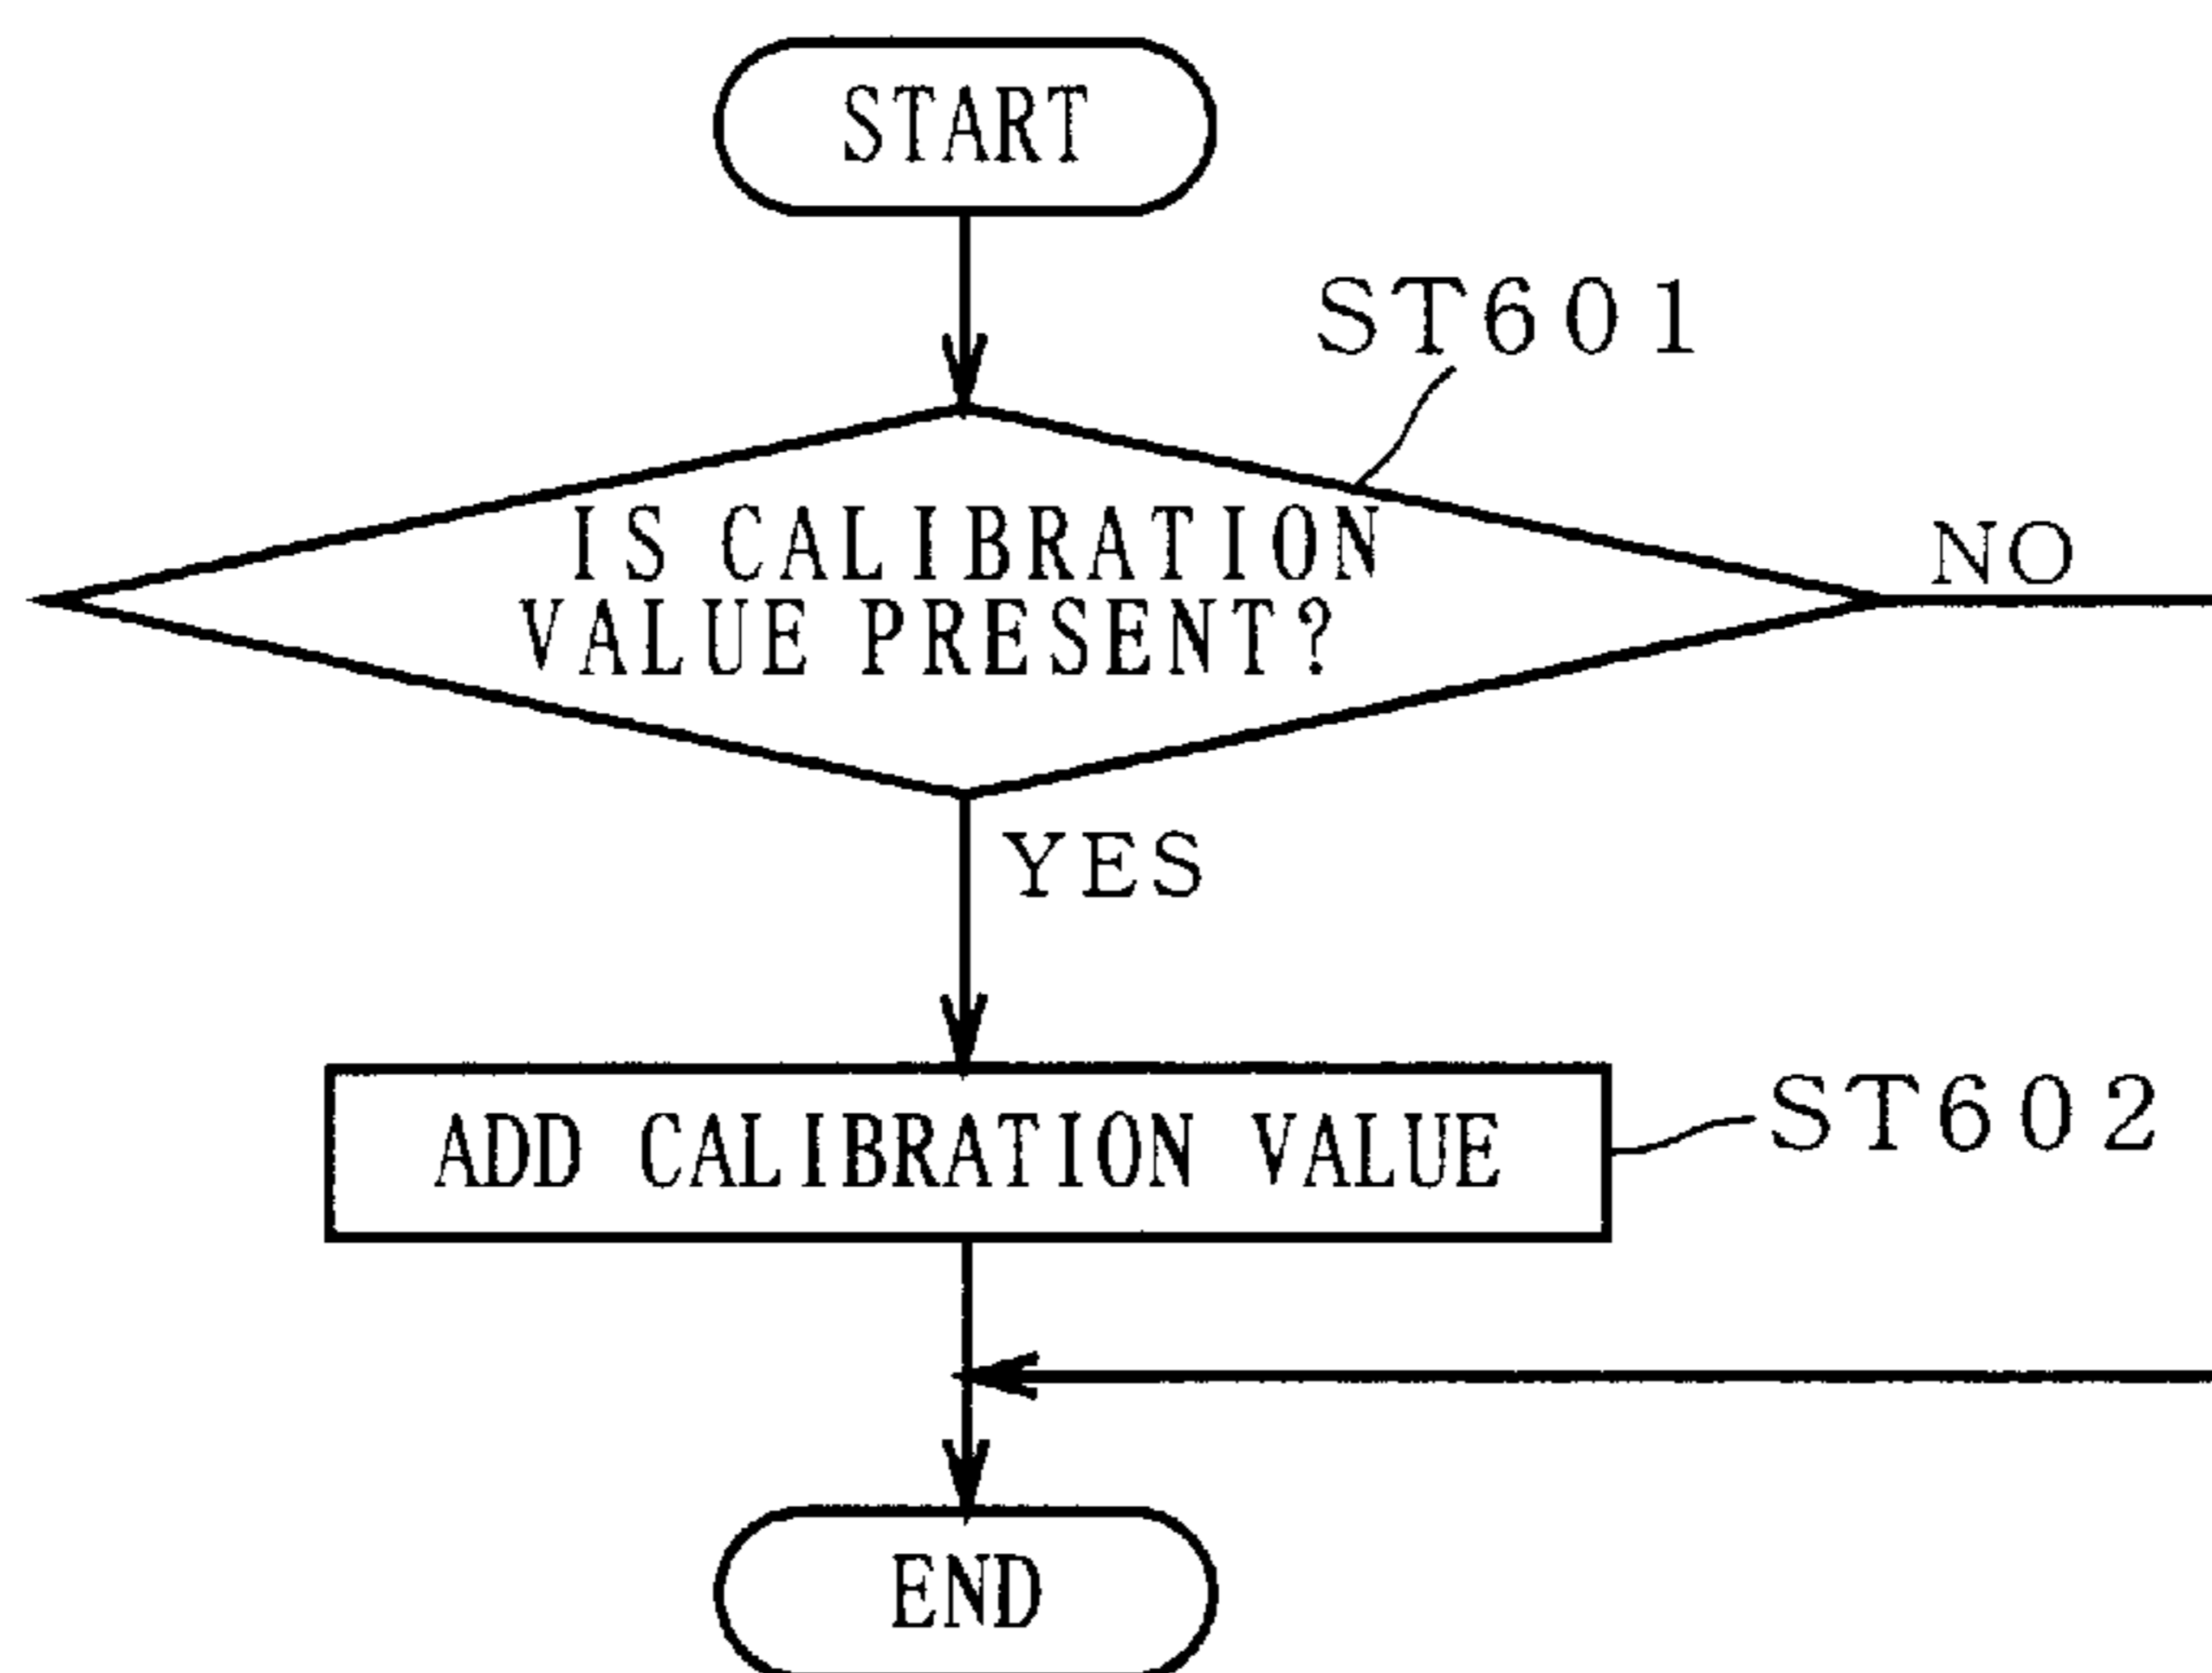 START
ST601
IS CALIBRATION
VALUE PRESENT?
NO
YES
ADD CALIBRATION VALUE
ST602
END